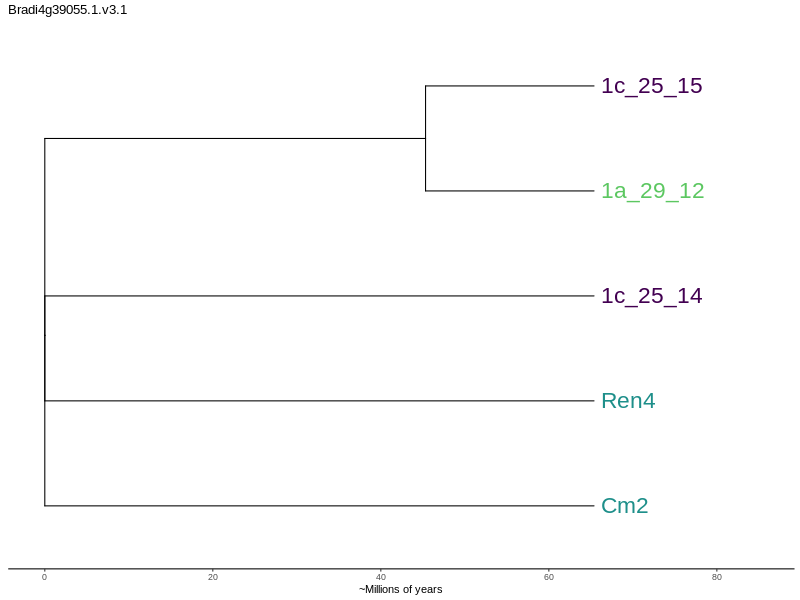 Bradi4g39055.1.v3.1
1c_25_15
1a_29_12
1c_25_14
Ren4
Cm2
0 20 40 60 80
~Millions of years